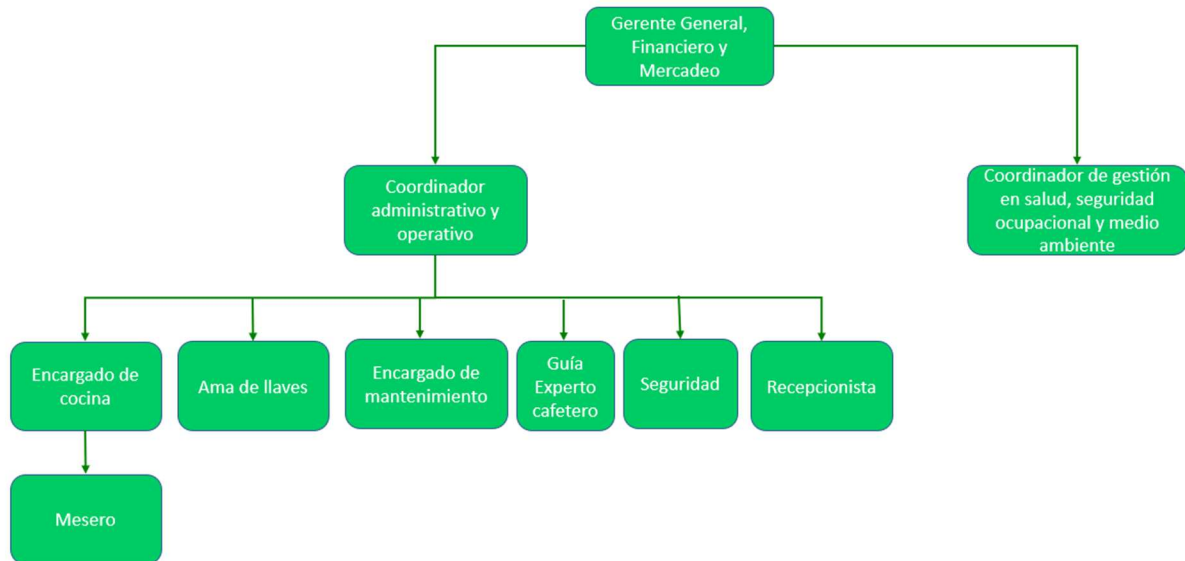 Gerente General,
Financiero y
Mercadeo
Coordinador
administrativo y
operativo
Coordinador de gestión
en salud, seguridad
ocupacional y medio
ambiente
Encargado de
cocina
Ama de llaves
Encargado de
mantenimiento
Guía
Experto
cafetero
Seguridad
Recepcionista
Mesero